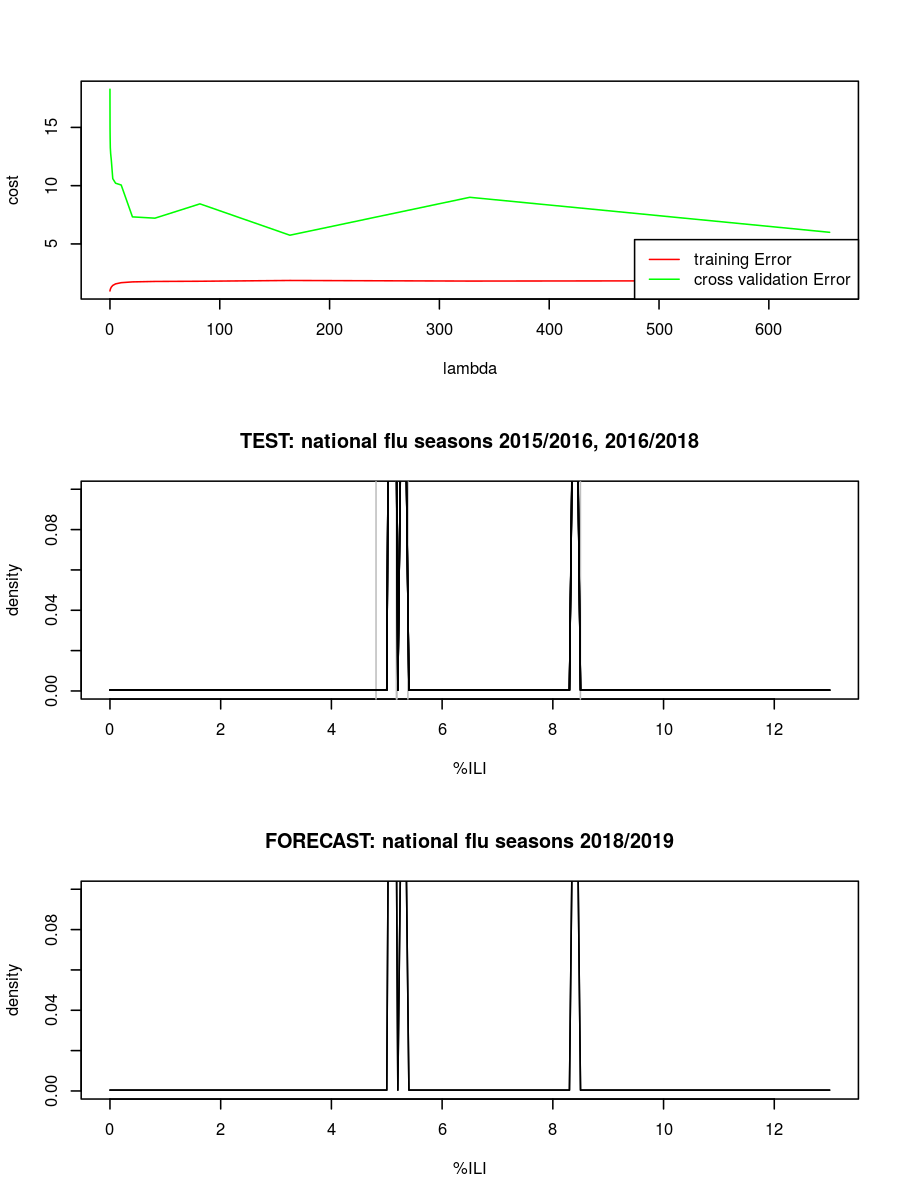 15
10
5
cost
training Error
cross validation Error
0 100 200 300 400 500 600
lambda
TEST: national flu seasons 2015/2016, 2016/2018
0.08
0.04
0.00
density
0 2 4 6 8 10 12
%ILI
FORECAST: national flu seasons 2018/2019
0.08
0.04
0.00
density
0 2 4 6 8 10 12
%ILI